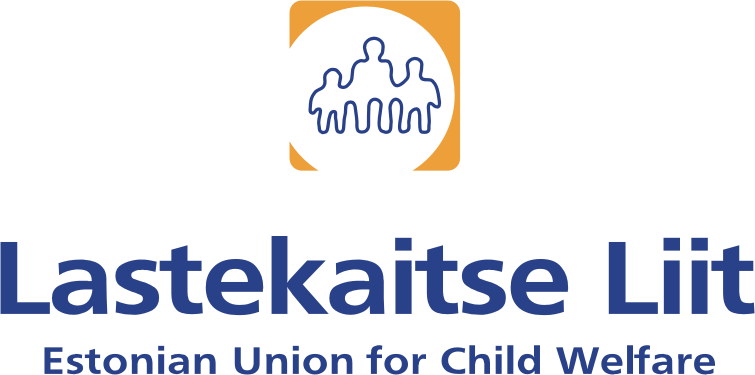 Lastekaitse Liit
Estonian Union for Child Welfare